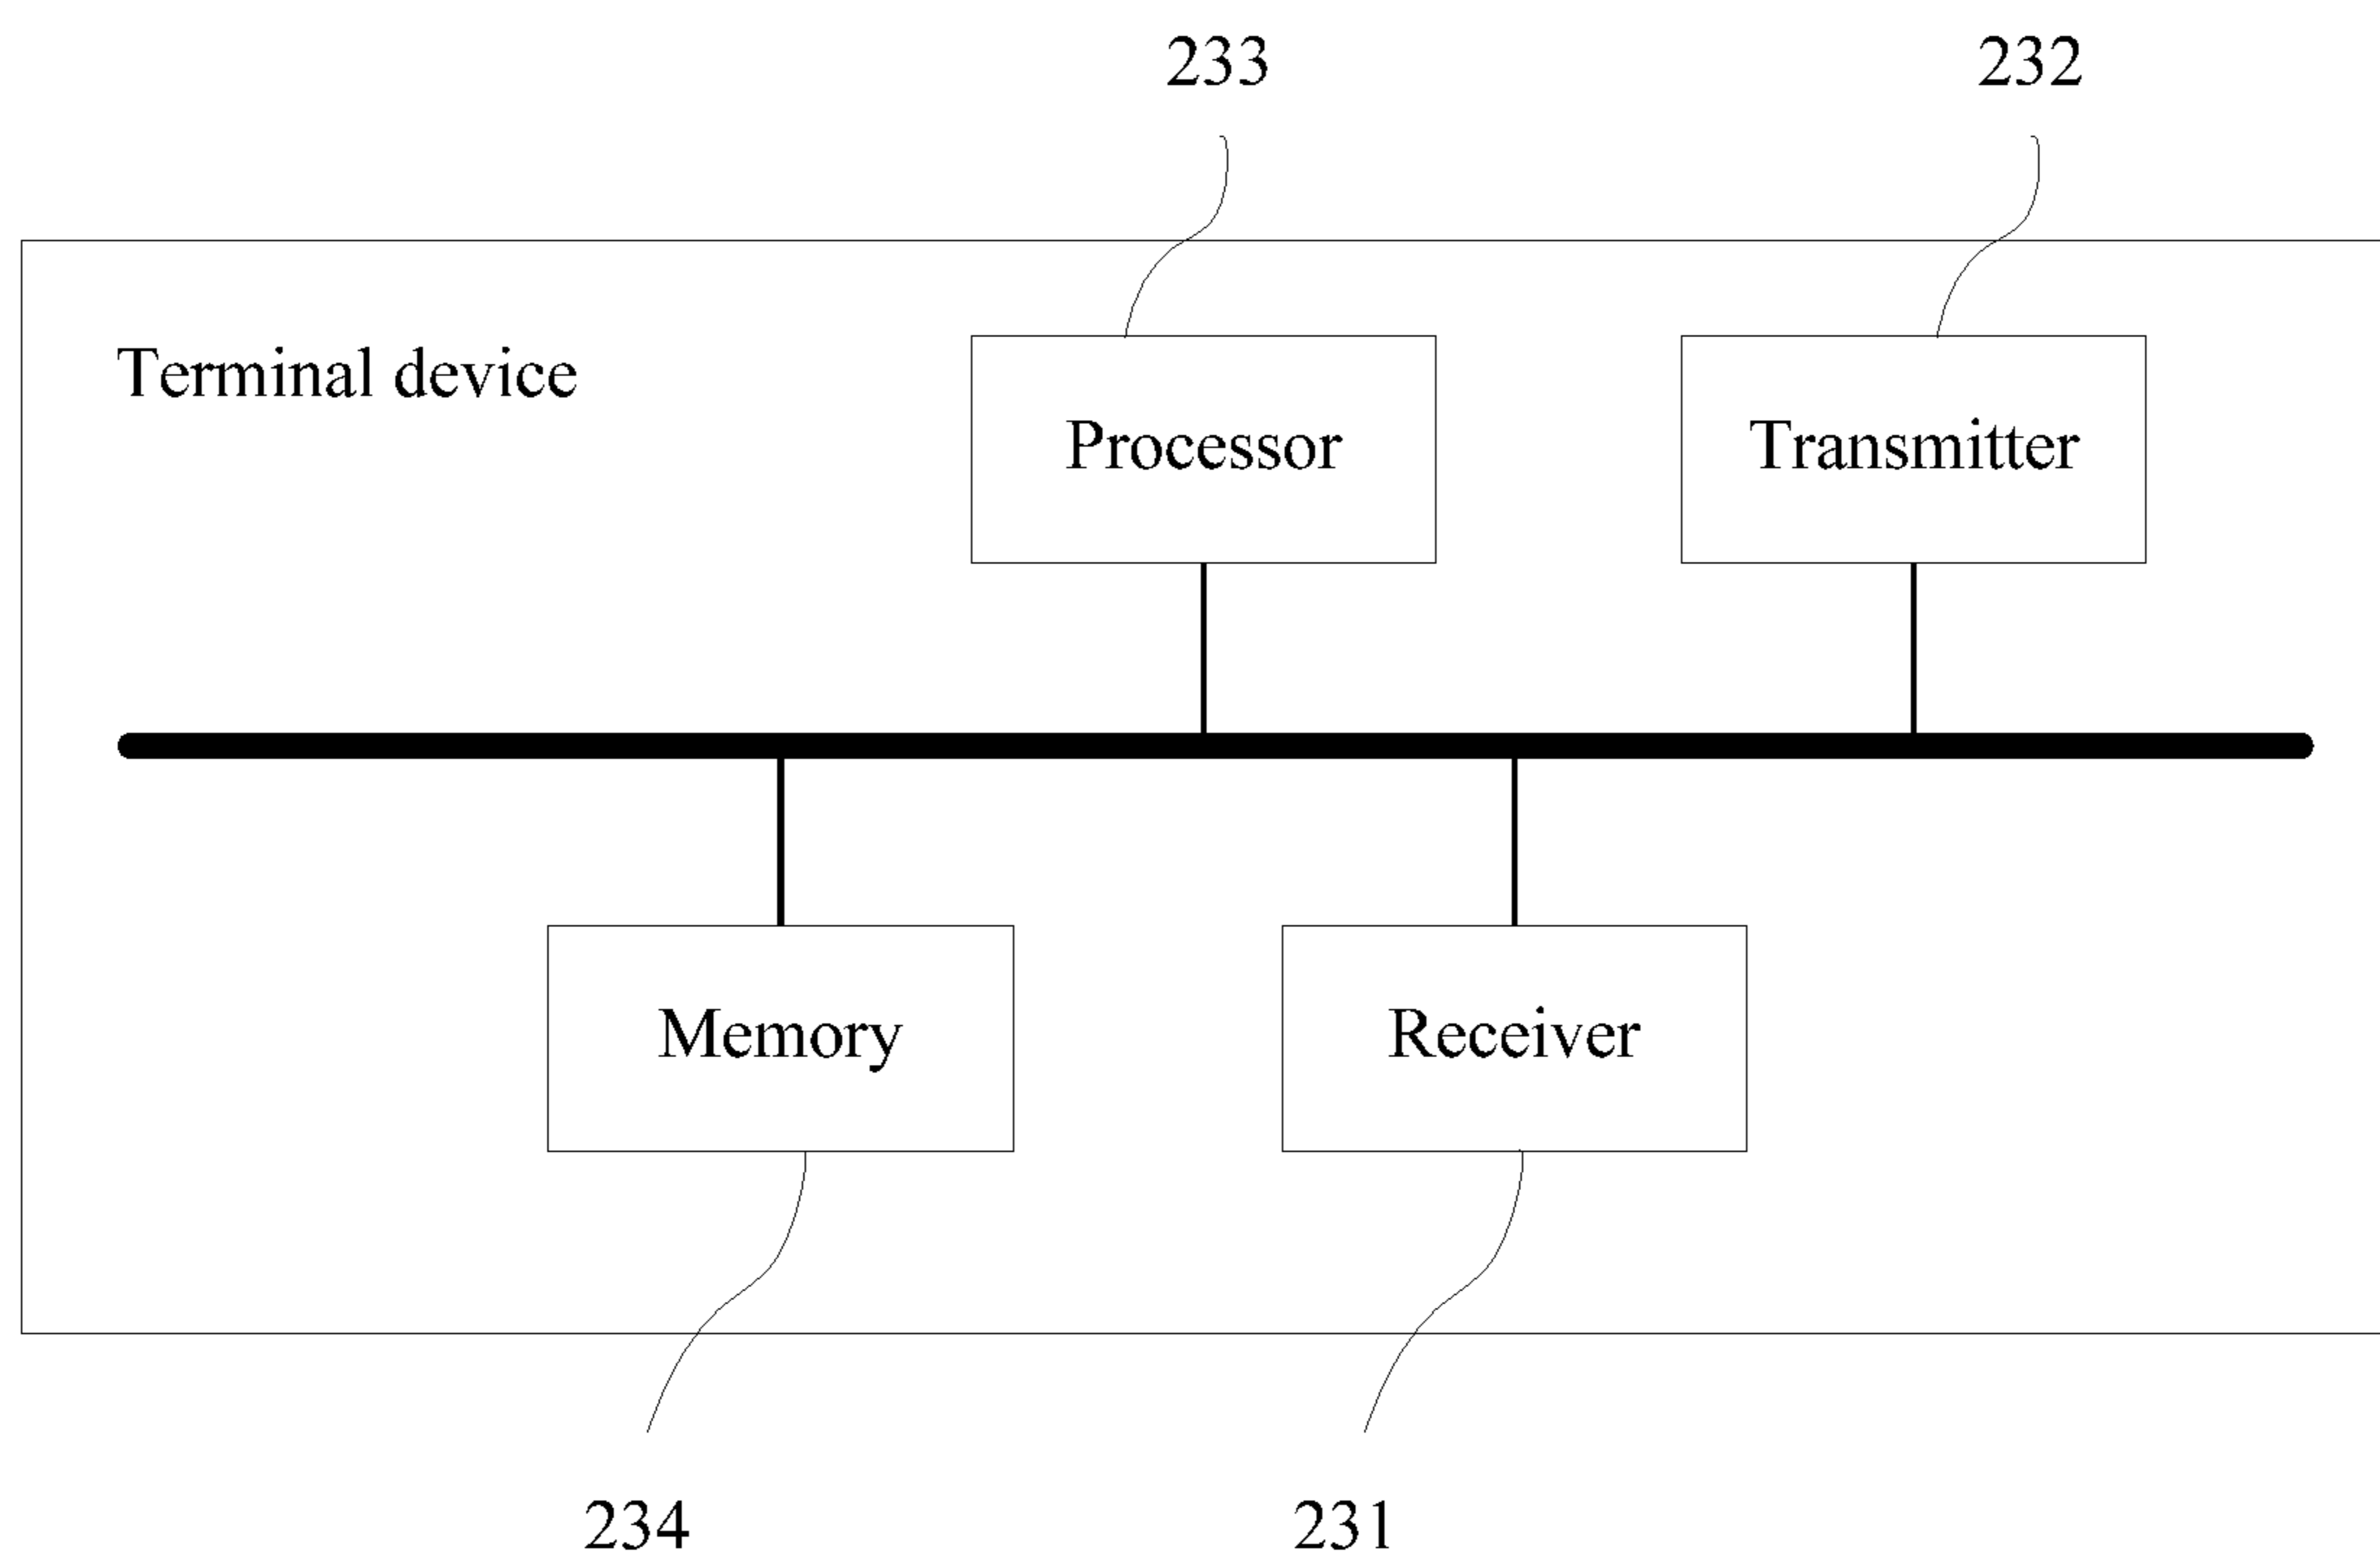 233
232
Terminal device
Processor
Transmitter
Memory
Receiver
234
231